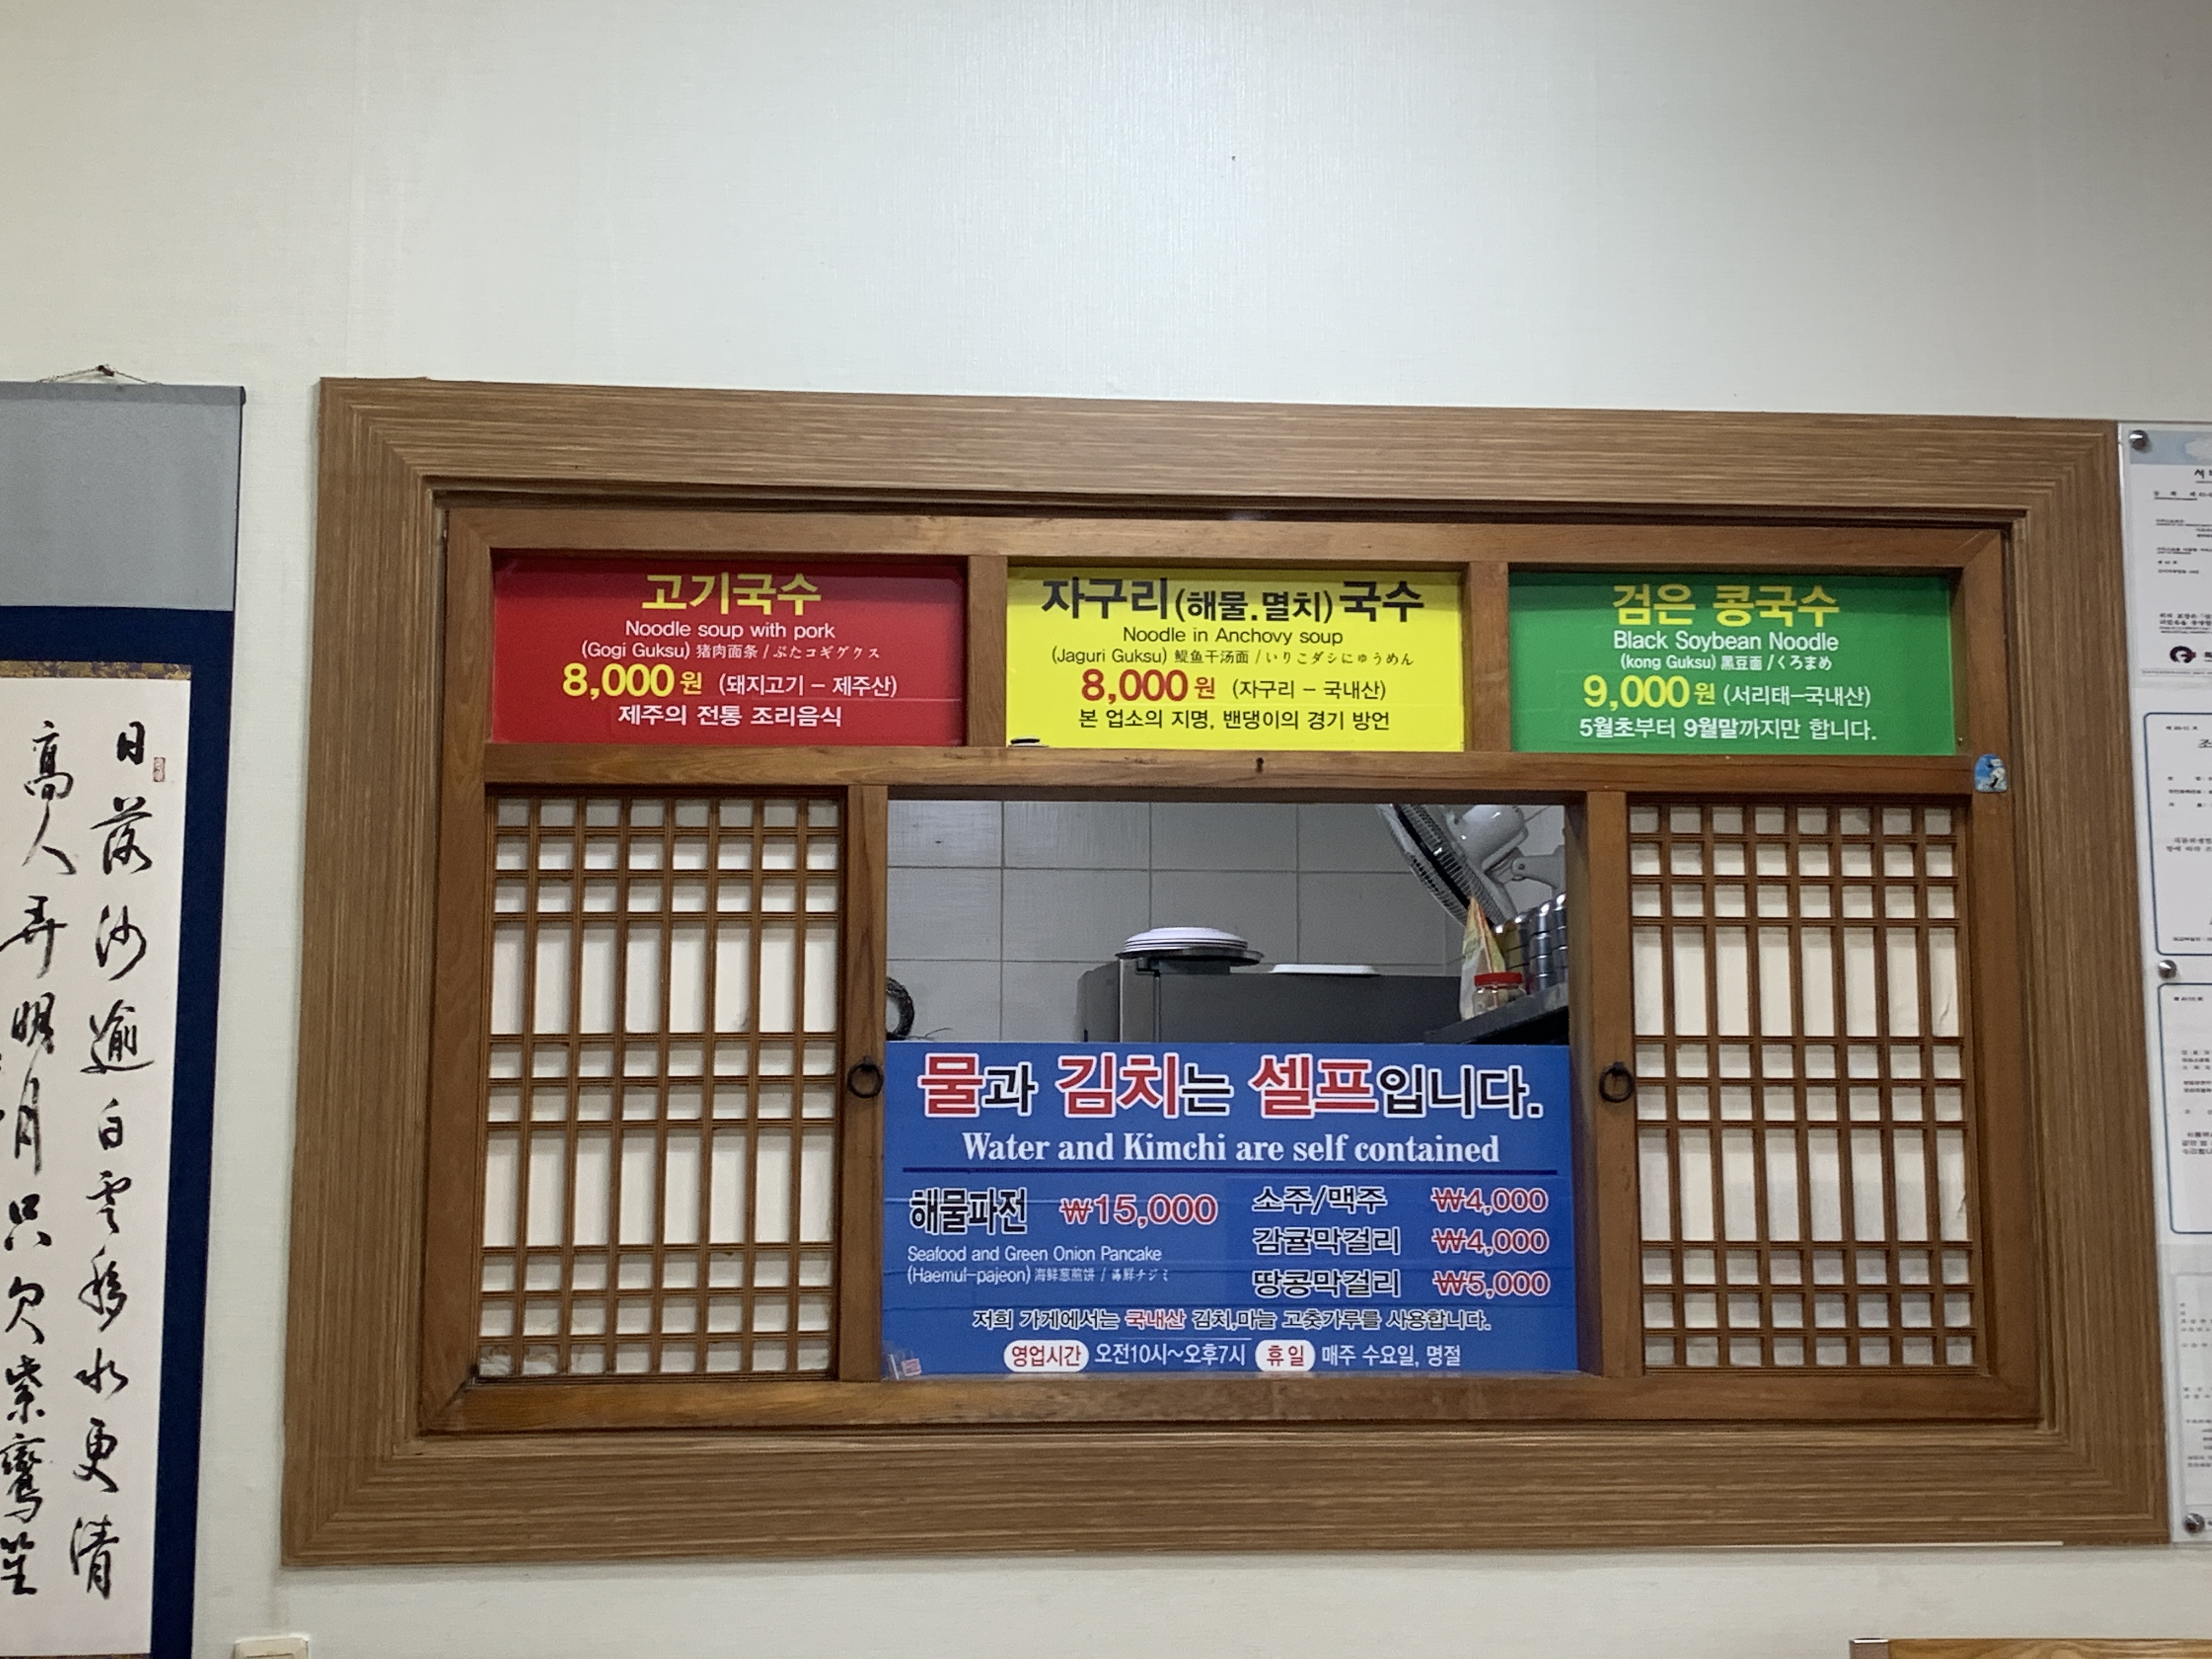 고기국수
Noodle soup with pork
(Gogi Guksu) 猪肉面条 / ぶたコギグクス
8,000원 (돼지고기 – 제주산)
제주의 전통 조리음식
자구리(해물.멸치)국수
Noodle in Anchovy soup
(Jaguri Guksu) 鳀鱼干汤面 / いりこダシにゅうめん
8,000원 (자구리 – 국내산)
본 업소의 지명, 밴댕이의 경기 방언
검은 콩국수
Black Soybean Noodle
(kong Guksu) 黑豆面 / くろまめ
9,000원 (서리태–국내산)
5월초부터 9월말까지만 합니다.
물과 김치는 셀프입니다.
Water and Kimchi are self contained
해물파전 ₩15,000
Seafood and Green Onion Pancake
(Haemul-pajeon) 海鲜葱煎饼 / 海鮮チジミ
소주/맥주 ₩4,000
감귤막걸리 ₩4,000
땅콩막걸리 ₩5,000
저희 가게에서는 국내산 김치,마늘 고춧가루를 사용합니다.
영업시간 오전10시~오후7시 휴일 매주 수요일, 명절
日落沙逾白雲移水更清
高人弄明月只欠紫鸞笙